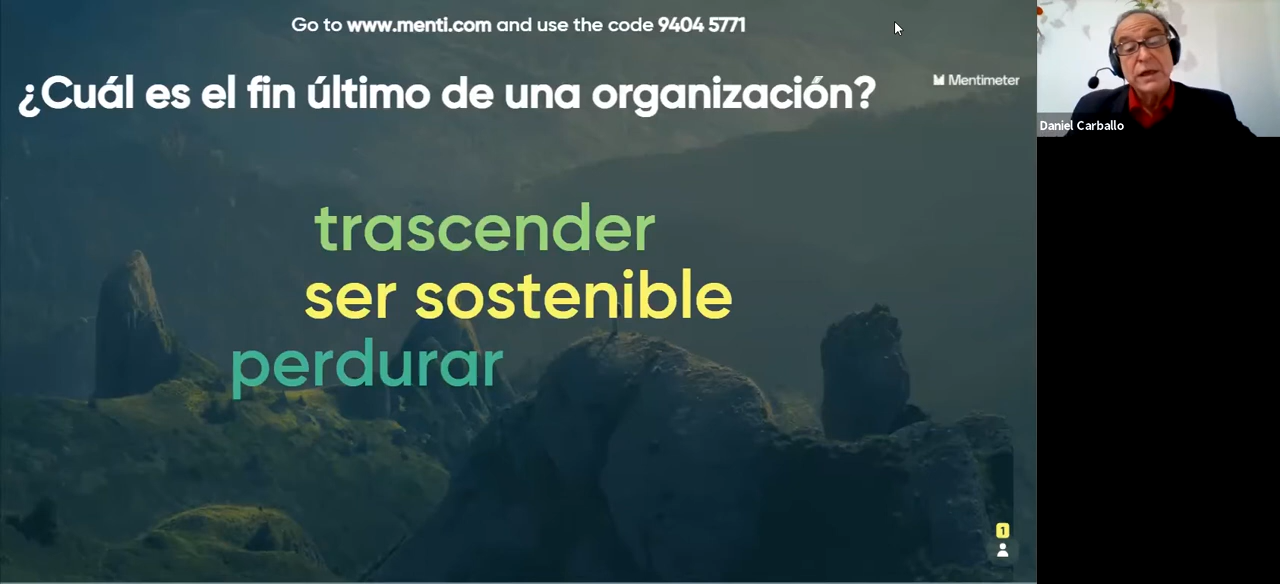 Go to www.menti.com and use the code 9404 5771
¿Cuál es el fin último de una organización?
Mentimeter
trascender
ser sostenible
perdurar
Daniel Carballo
1